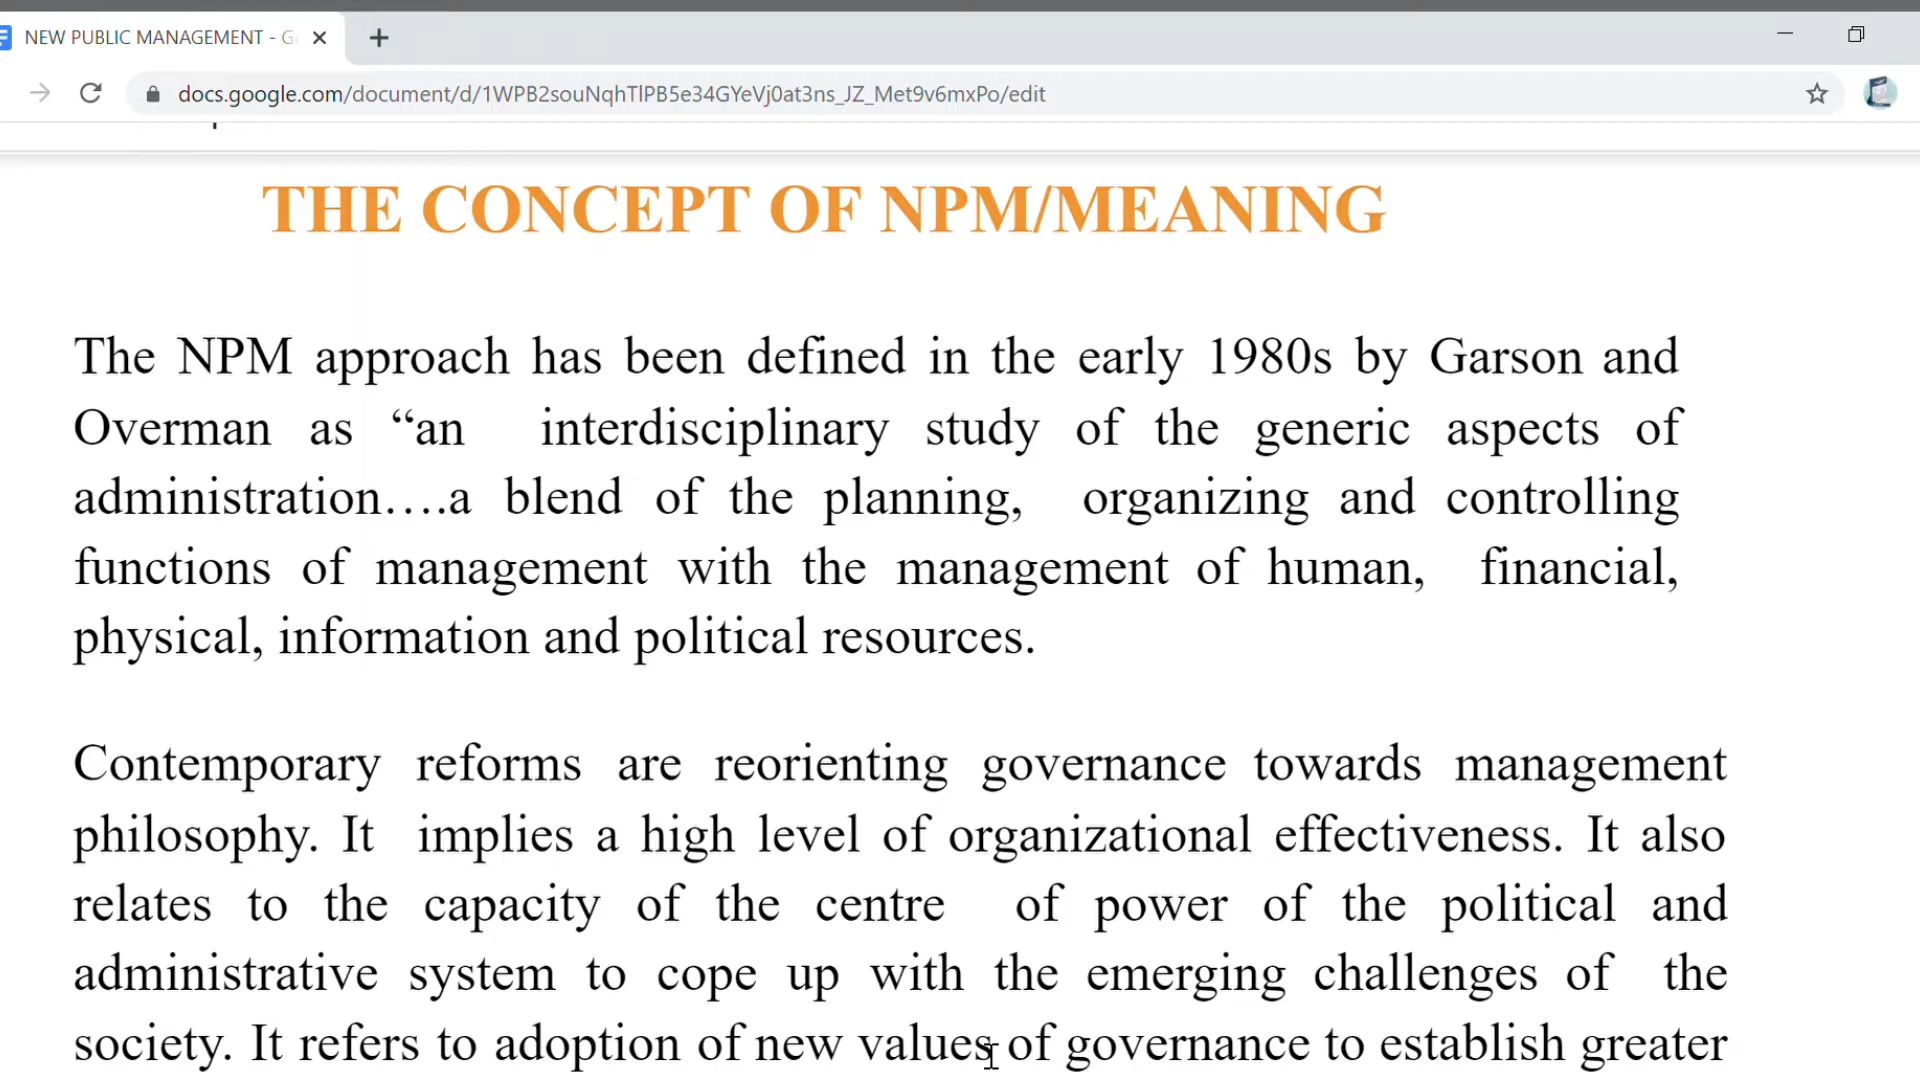 NEW PUBLIC MANAGEMENT - G
docs.google.com/document/d/1WPB2souNqhTlPB5e34GYeVj0at3ns_JZ_Met9v6mxPo/edit
THE CONCEPT OF NPM/MEANING
The NPM approach has been defined in the early 1980s by Garson and
Overman as “an interdisciplinary study of the generic aspects of
administration….a blend of the planning, organizing and controlling
functions of management with the management of human, financial,
physical, information and political resources.
Contemporary reforms are reorienting governance towards management
philosophy. It implies a high level of organizational effectiveness. It also
relates to the capacity of the centre of power of the political and
administrative system to cope up with the emerging challenges of the
society. It refers to adoption of new values of governance to establish greater